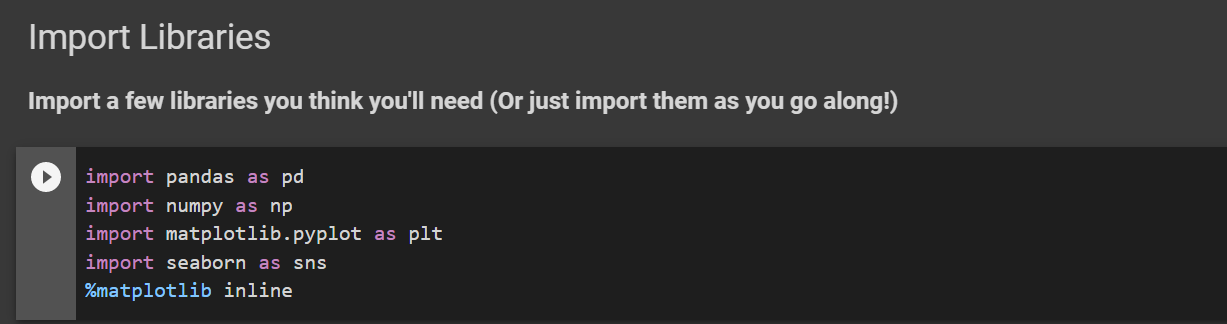 Import Libraries
Import a few libraries you think you'll need (Or just import them as you go along!)
import pandas as pd
import numpy as np
import matplotlib.pyplot as plt
import seaborn as sns
%matplotlib inline